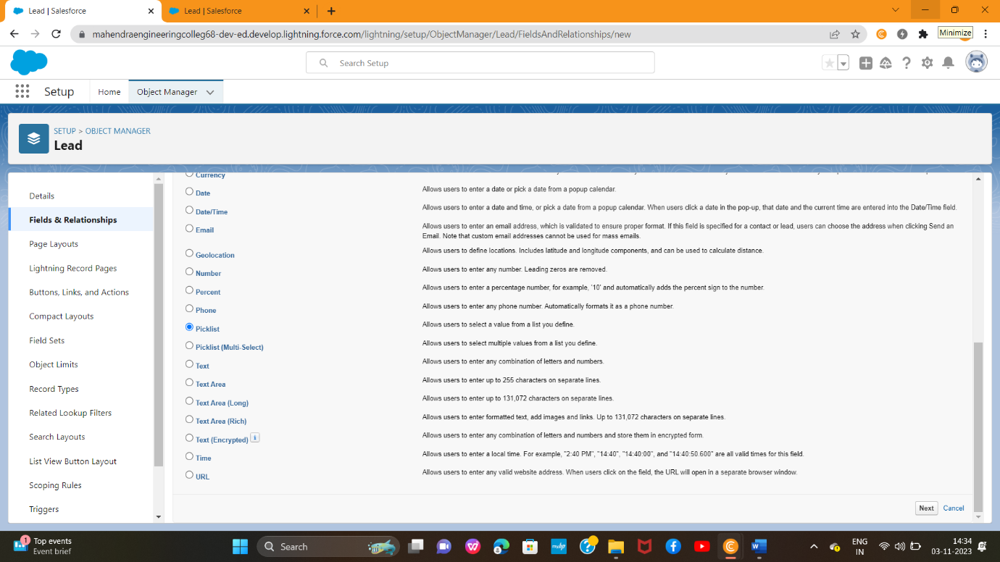 Lead | Salesforce
Lead | Salesforce
mahendraengineeringcolleg68-dev-ed.develop.lightning.force.com/lightning/setup/ObjectManager/Lead/FieldsAndRelationships/new
Minimize
Search Setup
Setup
Home
Object Manager
SETUP > OBJECT MANAGER
Lead
Details
Fields & Relationships
Page Layouts
Lightning Record Pages
Buttons, Links, and Actions
Compact Layouts
Field Sets
Object Limits
Record Types
Related Lookup Filters
Search Layouts
List View Button Layout
Scoping Rules
Triggers
Currency
Date Allows users to enter a date or pick a date from a popup calendar.
Date/Time Allows users to enter a date and time, or pick a date from a popup calendar. When users click a date in the pop-up, that date and the current time are entered into the Date/Time field.
Email Allows users to enter an email address, which is validated to ensure proper format. If this field is specified for a contact or lead, users can choose the address when clicking Send an
Email. Note that custom email addresses cannot be used for mass emails.
Geolocation Allows users to define locations. Includes latitude and longitude components, and can be used to calculate distance.
Number Allows users to enter any number. Leading zeros are removed.
Percent Allows users to enter a percentage number, for example, '10' and automatically adds the percent sign to the number.
Phone Allows users to enter any phone number. Automatically formats it as a phone number.
Picklist Allows users to select a value from a list you define.
Picklist (Multi-Select) Allows users to select multiple values from a list you define.
Text Allows users to enter any combination of letters and numbers.
Text Area Allows users to enter up to 255 characters on separate lines.
Text Area (Long) Allows users to enter up to 131,072 characters on separate lines.
Text Area (Rich) Allows users to enter formatted text, add images and links. Up to 131,072 characters on separate lines.
Text (Encrypted) i Allows users to enter any combination of letters and numbers and store them in encrypted form.
Time Allows users to enter a local time. For example, "2:40 PM", "14:40", "14:40:00", and "14:40:50.600" are all valid times for this field.
URL Allows users to enter any valid website address. When users click on the field, the URL will open in a separate browser window.
Next Cancel
1
Top events
Event brief
Search
myhp
ENG
IN
14:34
03-11-2023